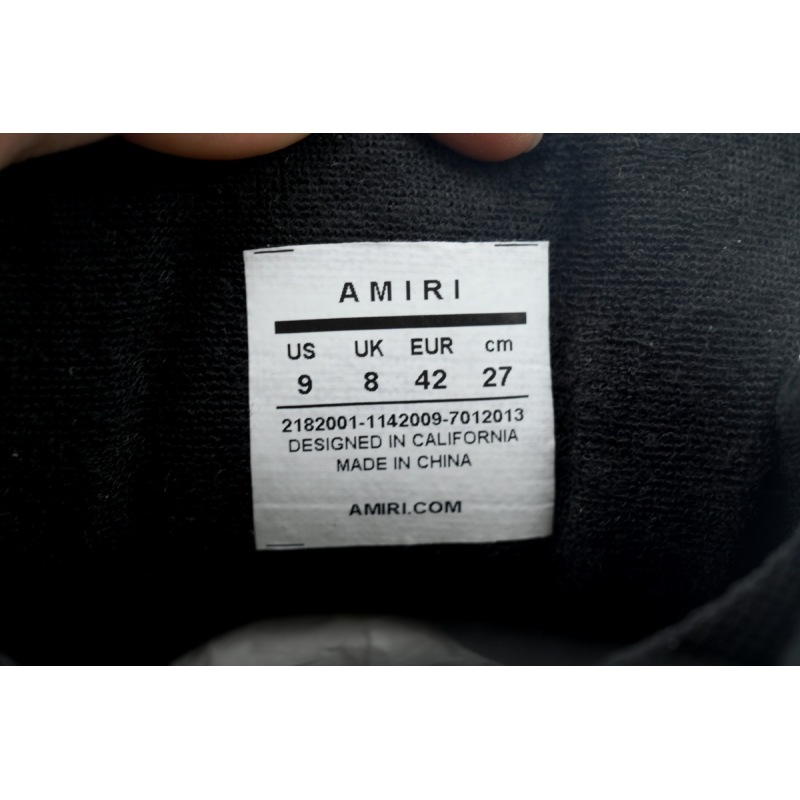 AMIRI
US UK EUR cm
9 8 42 27
2182001-1142009-7012013
DESIGNED IN CALIFORNIA
MADE IN CHINA
AMIRI.COM